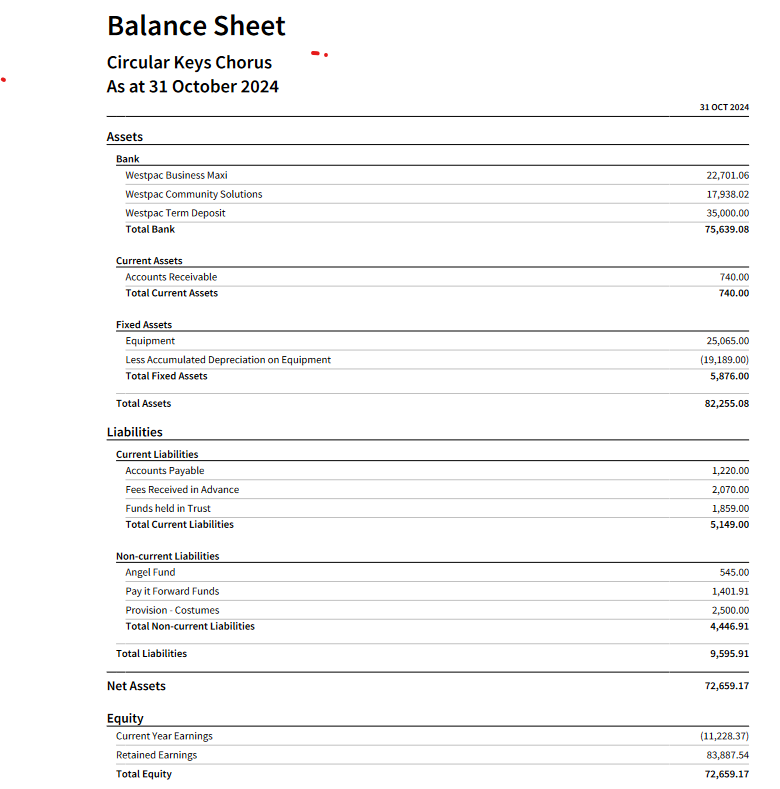 Balance Sheet
Circular Keys Chorus
As at 31 October 2024
31 OCT 2024
Assets
Bank
Westpac Business Maxi 22,701.06
Westpac Community Solutions 17,938.02
Westpac Term Deposit 35,000.00
Total Bank 75,639.08
Current Assets
Accounts Receivable 740.00
Total Current Assets 740.00
Fixed Assets
Equipment 25,065.00
Less Accumulated Depreciation on Equipment (19,189.00)
Total Fixed Assets 5,876.00
Total Assets 82,255.08
Liabilities
Current Liabilities
Accounts Payable 1,220.00
Fees Received in Advance 2,070.00
Funds held in Trust 1,859.00
Total Current Liabilities 5,149.00
Non-current Liabilities
Angel Fund 545.00
Pay it Forward Funds 1,401.91
Provision - Costumes 2,500.00
Total Non-current Liabilities 4,446.91
Total Liabilities 9,595.91
Net Assets 72,659.17
Equity
Current Year Earnings (11,228.37)
Retained Earnings 83,887.54
Total Equity 72,659.17